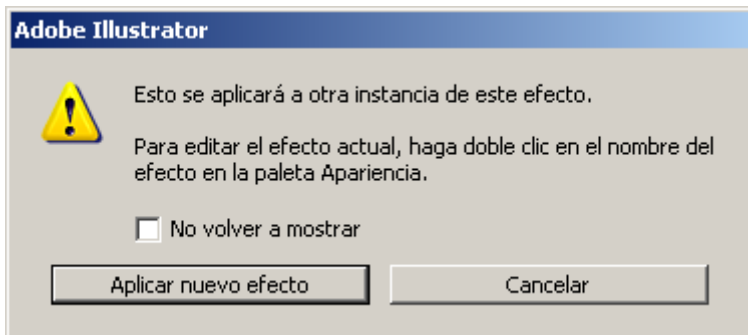 Adobe Illustrator
Esto se aplicará a otra instancia de este efecto.
Para editar el efecto actual, haga doble clic en el nombre del
efecto en la paleta Apariencia.
No volver a mostrar
Aplicar nuevo efecto
Cancelar